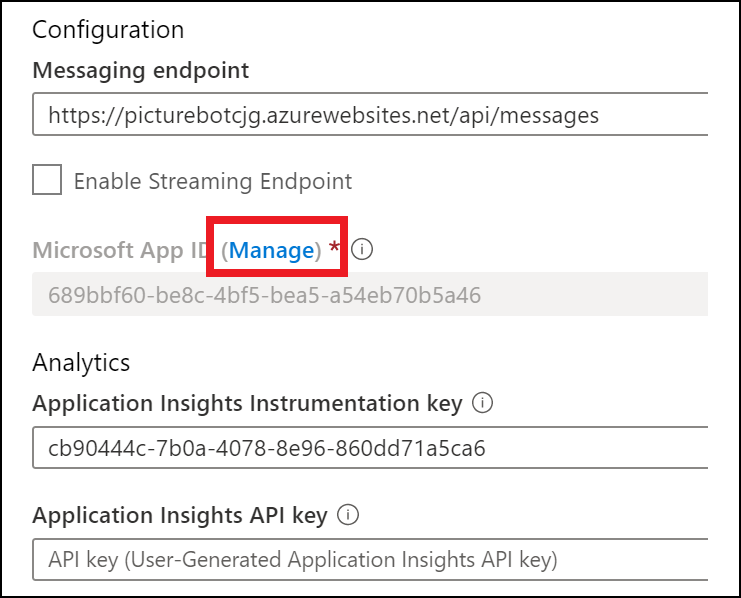 Configuration
Messaging endpoint
https://picturebotcjg.azurewebsites.net/api/messages
Enable Streaming Endpoint
Microsoft App ID (Manage) *
689bbf60-be8c-4bf5-bea5-a54eb70b5a46
Analytics
Application Insights Instrumentation key
cb90444c-7b0a-4078-8e96-860dd71a5ca6
Application Insights API key
API key (User-Generated Application Insights API key)